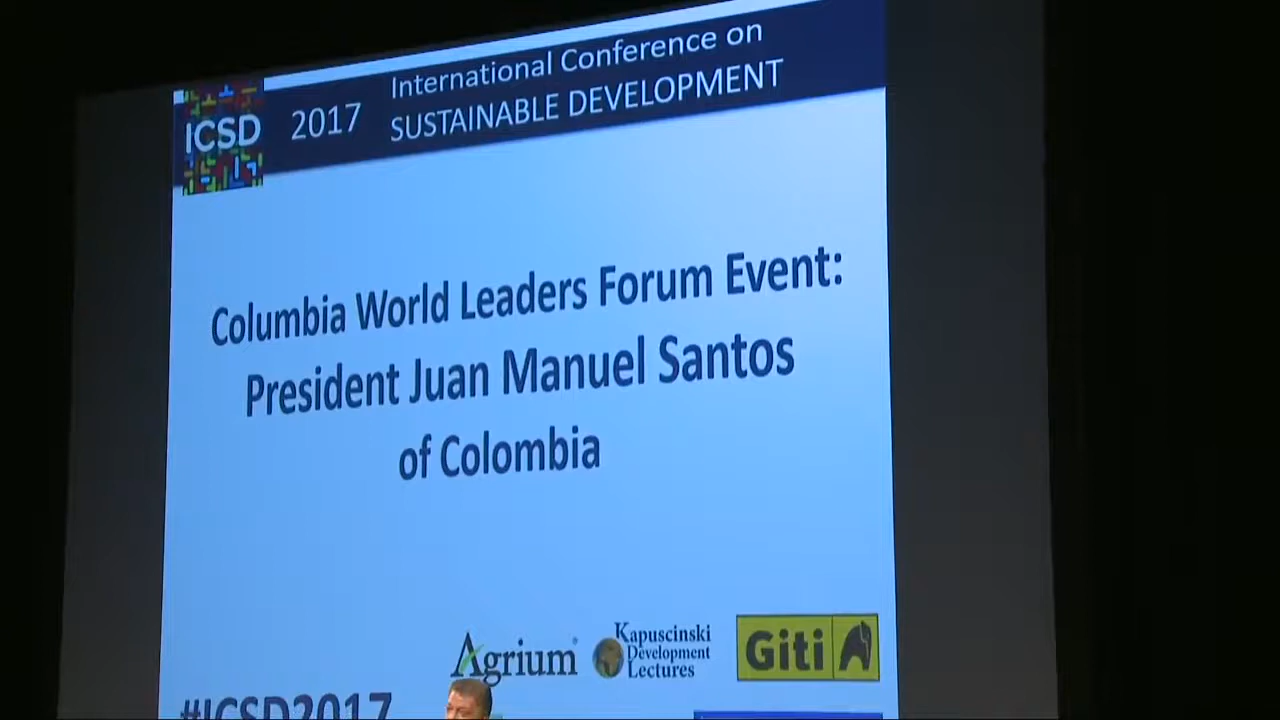 International Conference on
ICSD 2017 SUSTAINABLE DEVELOPMENT
Columbia World Leaders Forum Event:
President Juan Manuel Santos
of Colombia
Agrium®
Kapuscinski
Development
Lectures
Giti
#ICSD2017